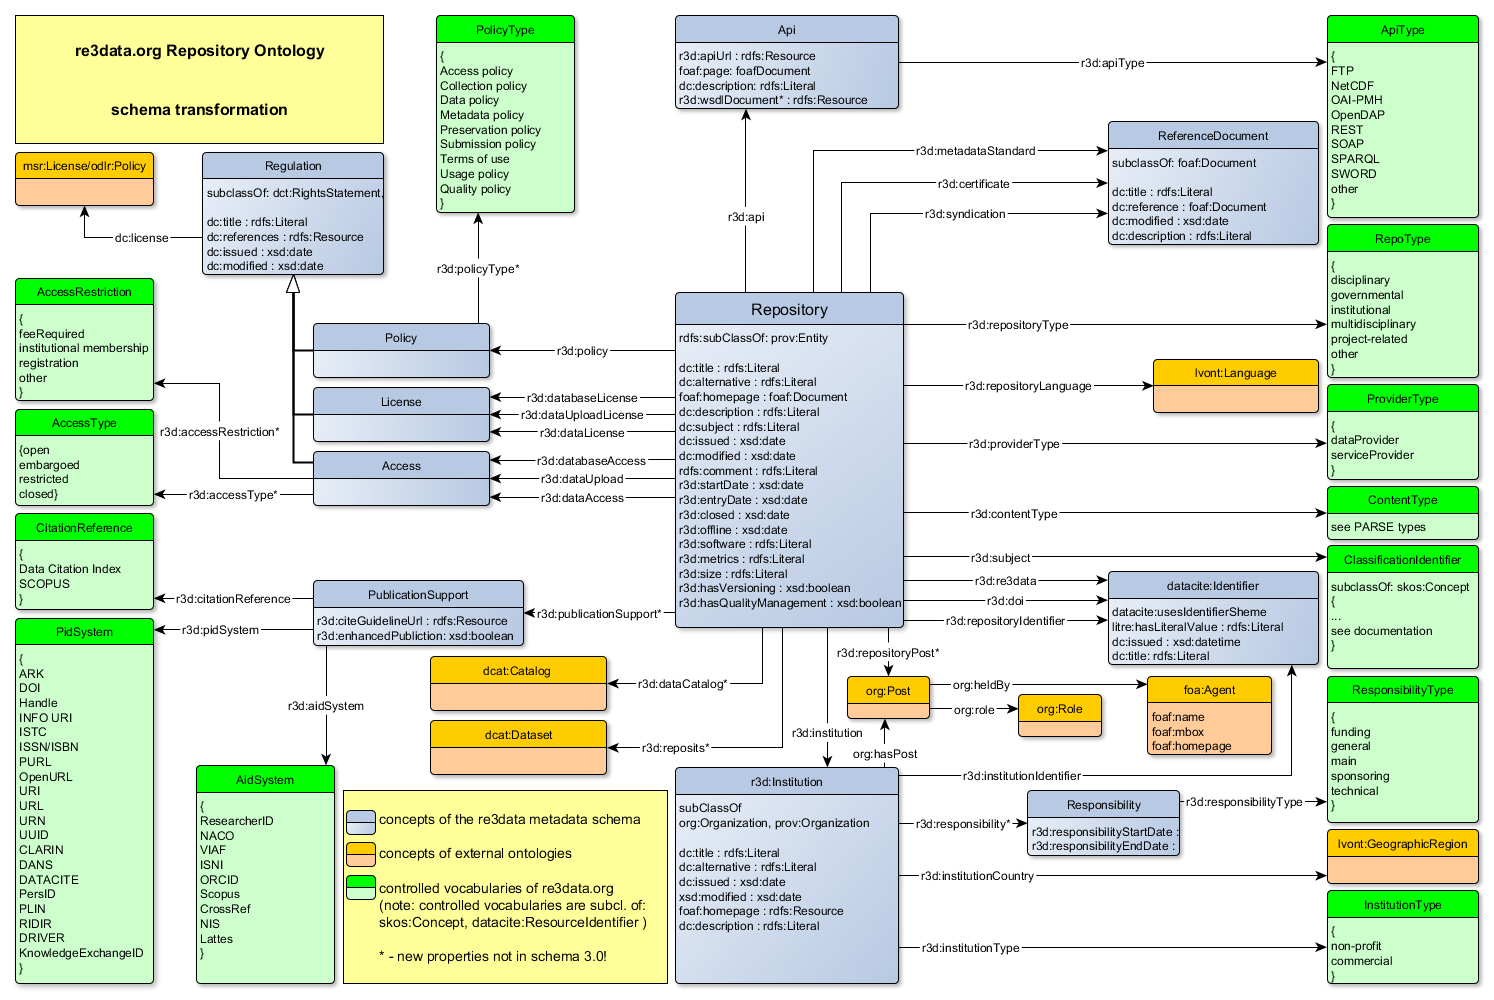 re3data.org Repository Ontology
schema transformation
msr:License/odlr:Policy
dc:license
Regulation
subclassOf: dct:RightsStatement,
dc:title : rdfs:Literal
dc:references : rdfs:Resource
dc:issued : xsd:date
dc:modified : xsd:date
PolicyType
{
Access policy
Collection policy
Data policy
Metadata policy
Preservation policy
Submission policy
Terms of use
Usage policy
Quality policy
}
r3d:policyType*
Api
r3d:apiUrl : rdfs:Resource
foaf:page: foafDocument
dc:description: rdfs:Literal
r3d:wsdlDocument* : rdfs:Resource
r3d:apiType
r3d:api
ApiType
{
FTP
NetCDF
OAI-PMH
OpenDAP
REST
SOAP
SPARQL
SWORD
other
}
r3d:metadataStandard
r3d:certificate
r3d:syndication
ReferenceDocument
subclassOf: foaf:Document
dc:title : rdfs:Literal
dc:reference : foaf:Document
dc:modified : xsd:date
dc:description : rdfs:Literal
RepoType
{
disciplinary
governmental
institutional
multidisciplinary
project-related
other
}
AccessRestriction
{
feeRequired
institutional membership
registration
other
}
r3d:accessRestriction*
AccessType
{open
embargoed
restricted
closed}
r3d:accessType*
Policy
License
Access
r3d:policy
r3d:databaseLicense
r3d:dataUploadLicense
r3d:dataLicense
r3d:databaseAccess
r3d:dataUpload
r3d:dataAccess
Repository
rdfs:subClassOf: prov:Entity
dc:title : rdfs:Literal
dc:alternative : rdfs:Literal
foaf:homepage : foaf:Document
dc:description : rdfs:Literal
dc:subject : rdfs:Literal
dc:issued : xsd:date
dc:modified : xsd:date
rdfs:comment : rdfs:Literal
r3d:startDate : xsd:date
r3d:entryDate : xsd:date
r3d:closed : xsd:date
r3d:offline : xsd:date
r3d:software : rdfs:Literal
r3d:metrics : rdfs:Literal
r3d:size : rdfs:Literal
r3d:hasVersioning : xsd:boolean
r3d:hasQualityManagement : xsd:boolean
r3d:repositoryType
r3d:repositoryLanguage
lvont:Language
r3d:providerType
ProviderType
{
dataProvider
serviceProvider
}
r3d:contentType
ContentType
see PARSE types
r3d:subject
ClassificationIdentifier
subclassOf: skos:Concept
{
...
see documentation
}
r3d:re3data
r3d:doi
r3d:repositoryIdentifier
datacite:Identifier
datacite:usesIdentifierSheme
litre:hasLiteralValue : rdfs:Literal
dc:issued : xsd:datetime
dc:title: rdfs:Literal
CitationReference
{
Data Citation Index
SCOPUS
}
r3d:citationReference
PublicationSupport
r3d:citeGuidelineUrl : rdfs:Resource
r3d:enhancedPubliction: xsd:boolean
r3d:publicationSupport*
r3d:pidSystem
PidSystem
{
ARK
DOI
Handle
INFO URI
ISTC
ISSN/ISBN
PURL
OpenURL
URI
URL
URN
UUID
CLARIN
DANS
DATACITE
PersID
PLIN
RIDIR
DRIVER
KnowledgeExchangeID
}
r3d:aidSystem
AidSystem
{
ResearcherID
NACO
VIAF
ISNI
ORCID
Scopus
CrossRef
NIS
Lattes
}
dcat:Catalog
r3d:dataCatalog*
dcat:Dataset
r3d:reposits*
r3d:institution
r3d:repositoryPost*
org:Post
org:heldBy
org:role
org:Role
foa:Agent
foaf:name
foaf:mbox
foaf:homepage
org:hasPost
ResponsibilityType
{
funding
general
main
sponsoring
technical
}
r3d:Institution
subClassOf
org:Organization, prov:Organization
dc:title : rdfs:Literal
dc:alternative : rdfs:Literal
dc:issued : xsd:date
xsd:modified : xsd:date
foaf:homepage : rdfs:Resource
dc:description : rdfs:Literal
r3d:institutionIdentifier
r3d:responsibility*
Responsibility
r3d:responsibilityStartDate :
r3d:responsibilityEndDate :
r3d:responsibilityType
r3d:institutionCountry
lvont:GeographicRegion
r3d:institutionType
InstitutionType
{
non-profit
commercial
}
concepts of the re3data metadata schema
concepts of external ontologies
controlled vocabularies of re3data.org
(note: controlled vocabularies are subcl. of:
skos:Concept, datacite:ResourceIdentifier )
* - new properties not in schema 3.0!